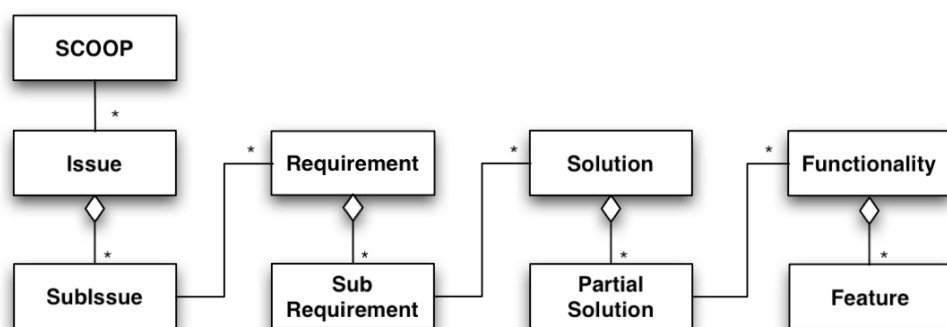 SCOOP
*
Issue
*
Requirement
*
Solution
*
Functionality
*
SubIssue
*
Sub
Requirement
*
Partial
Solution
*
Feature